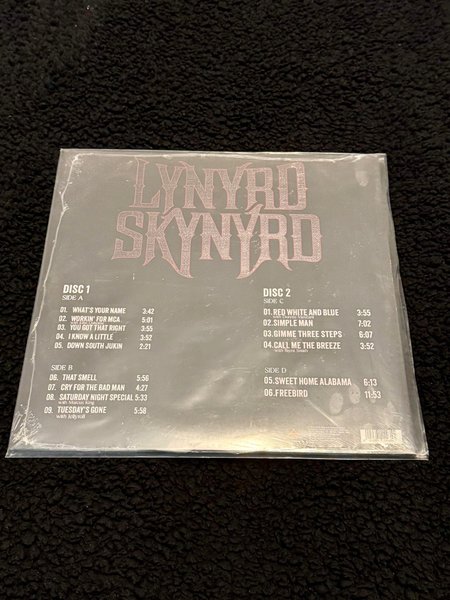 LYNYRD
SKYNYRD
DISC 1
SIDE A
01. WHAT'S YOUR NAME 3:42
02. WORKIN' FOR MCA 5:01
03. YOU GOT THAT RIGHT 3:55
04. I KNOW A LITTLE 3:52
05. DOWN SOUTH JUKIN 2:21
SIDE B
06. THAT SMELL 5:56
07. CRY FOR THE BAD MAN 4:27
08. SATURDAY NIGHT SPECIAL 5:33
with Marcus King
09. TUESDAY'S GONE 5:58
with Jellyroll
DISC 2
SIDE C
01. RED WHITE AND BLUE 3:55
02. SIMPLE MAN 7:02
03. GIMME THREE STEPS 6:07
04. CALL ME THE BREEZE 3:52
SIDE D
05. SWEET HOME ALABAMA 6:13
06. FREEBIRD 11:53